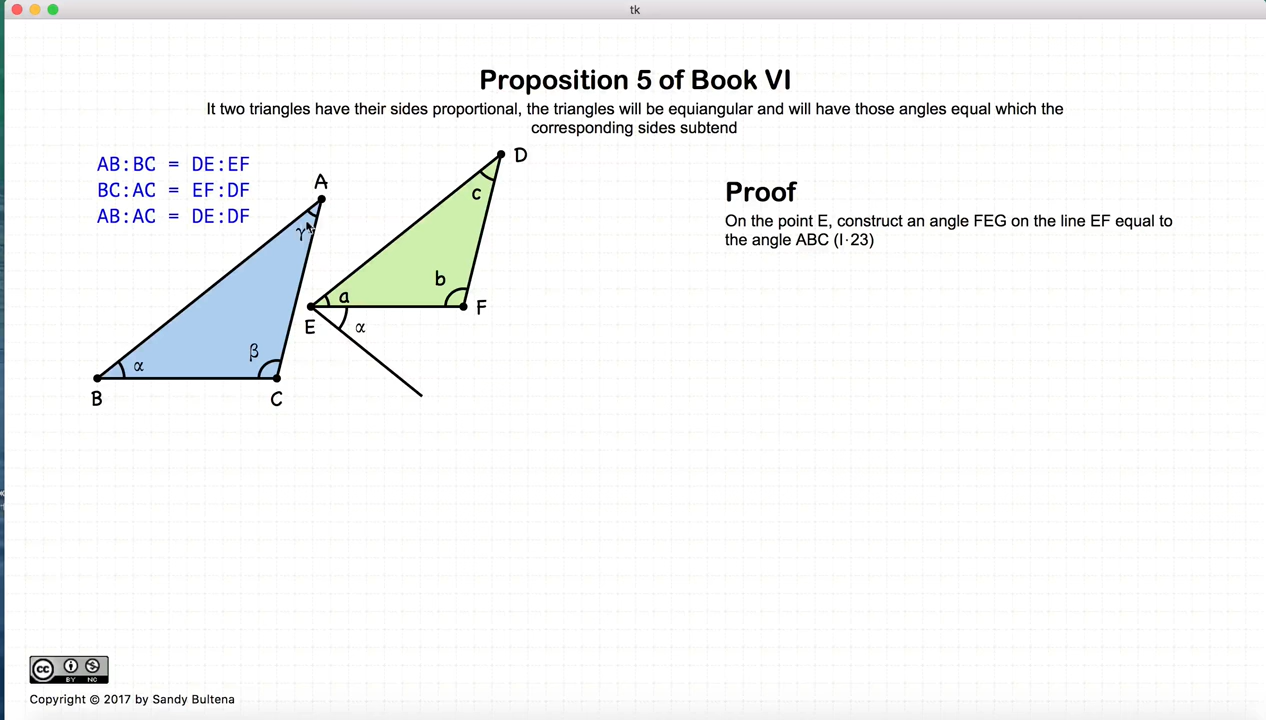 tk
Proposition 5 of Book VI
It two triangles have their sides proportional, the triangles will be equiangular and will have those angles equal which the
corresponding sides subtend
AB:BC = DE:EF
BC:AC = EF:DF
AB:AC = DE:DF
A
γ
α
β
B
C
D
c
b
a
E
F
α
Proof
On the point E, construct an angle FEG on the line EF equal to
the angle ABC (I·23)
cc
BY NC
Copyright © 2017 by Sandy Bultena